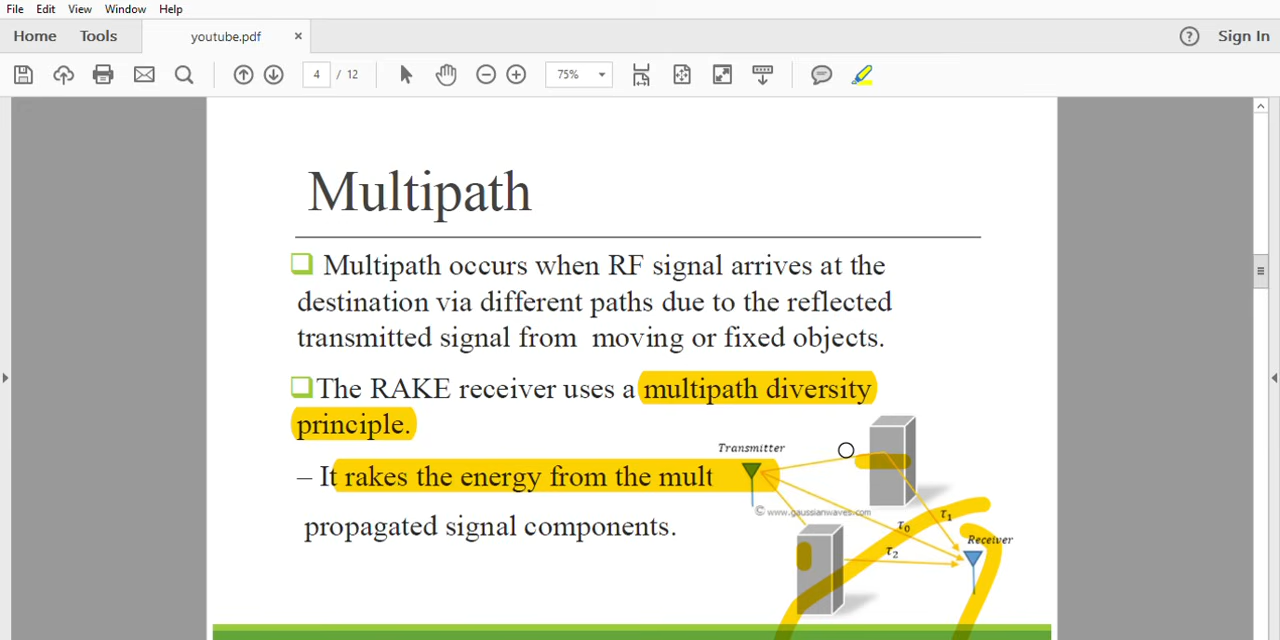 File Edit View Window Help
Home Tools youtube.pdf × ? Sign In
4 / 12 75%
Multipath
Multipath occurs when RF signal arrives at the
destination via different paths due to the reflected
transmitted signal from moving or fixed objects.
The RAKE receiver uses a multipath diversity
principle.
– It rakes the energy from the mult
propagated signal components.
Transmitter
© www.gaussianwaves.com
τ1
τ0
Receiver
τ2